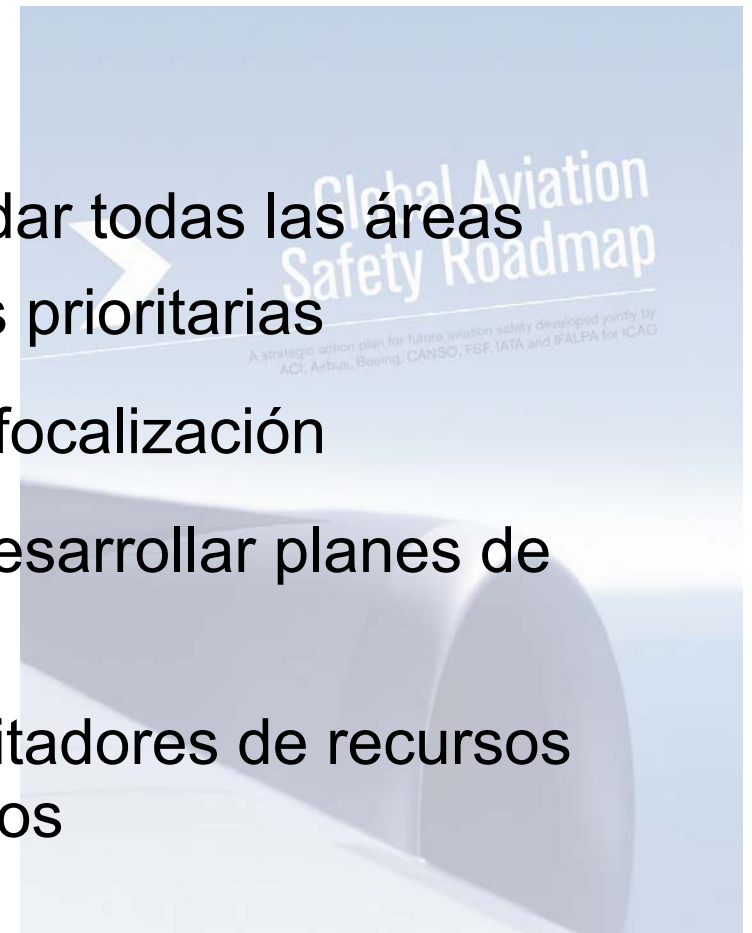 Global Aviation
dar todas las áreas
Safety Roadmap
s prioritarias
A strategic action plan for future aviation safety developed jointly by
ACI, Airbus, Boeing, CANSO, FSF, IATA and IFALPA for ICAO
focalización
esarrollar planes de
itadores de recursos
os